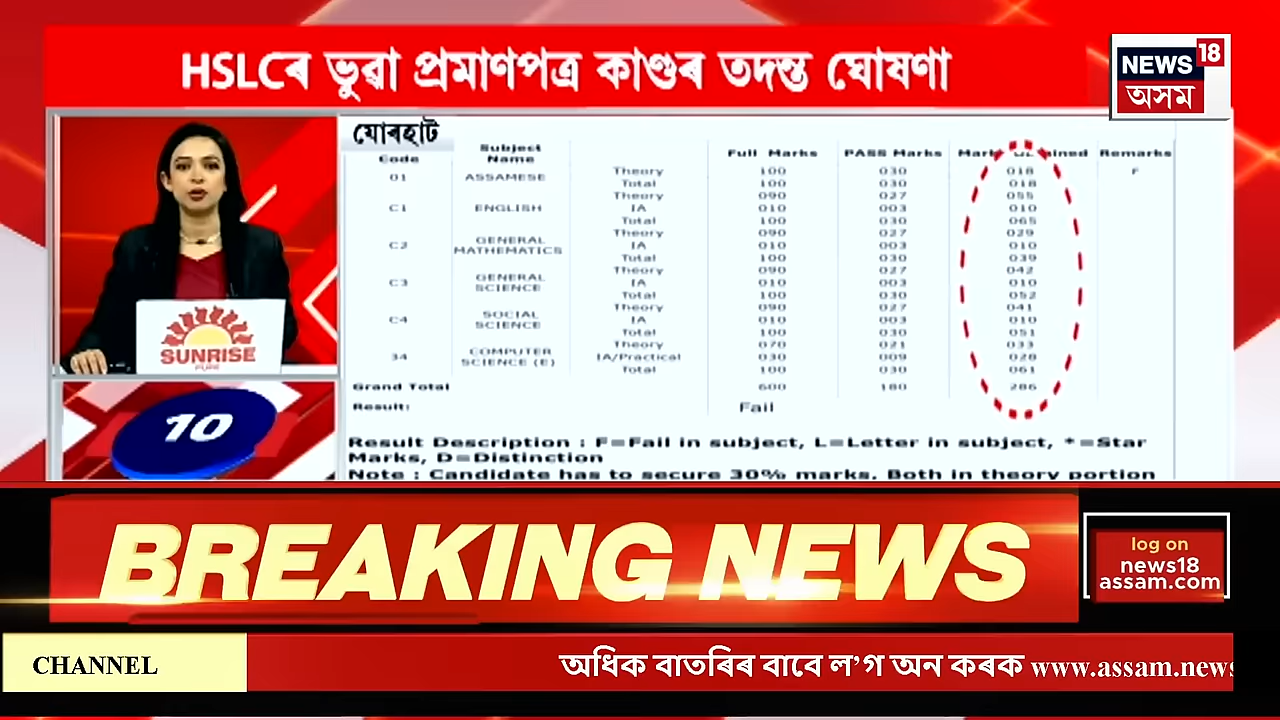 HSLCৰ ভুৱা প্ৰমাণপত্ৰ কাণ্ডৰ তদন্ত ঘোষণা
NEWS 18
অসম
যোৰহাট
Code Subject Name Full Marks PASS Marks Marks Obtained Remarks
01 ASSAMESE Theory 100 030 018 F
Total 100 030 018
C1 ENGLISH Theory 090 027 055
IA 010 003 010
Total 100 030 065
C2 GENERAL MATHEMATICS Theory 090 027 029
IA 010 003 010
Total 100 030 039
C3 GENERAL SCIENCE Theory 090 027 042
IA 010 003 010
Total 100 030 052
C4 SOCIAL SCIENCE Theory 090 027 041
IA 010 003 010
Total 100 030 051
34 COMPUTER SCIENCE (E) Theory 070 021 033
IA/Practical 030 009 028
Total 100 030 061
Grand Total 600 180 286
Result: Fail
Result Description : F=Fail in subject, L=Letter in subject, *=Star
Marks, D=Distinction
Note : Candidate has to secure 30% marks. Both in theory portion
SUNRISE
PURE
10
BREAKING NEWS
log on
news18
assam.com
CHANNEL
অধিক বাতৰিৰ বাবে ল'গ অন কৰক www.assam.news